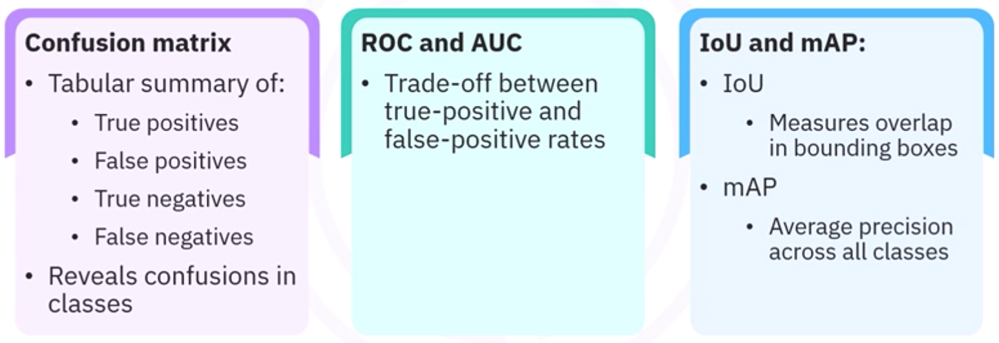 Confusion matrix
• Tabular summary of:
• True positives
• False positives
• True negatives
• False negatives
• Reveals confusions in
classes
ROC and AUC
• Trade-off between
true-positive and
false-positive rates
IoU and mAP:
• IoU
• Measures overlap
in bounding boxes
• mAP
• Average precision
across all classes